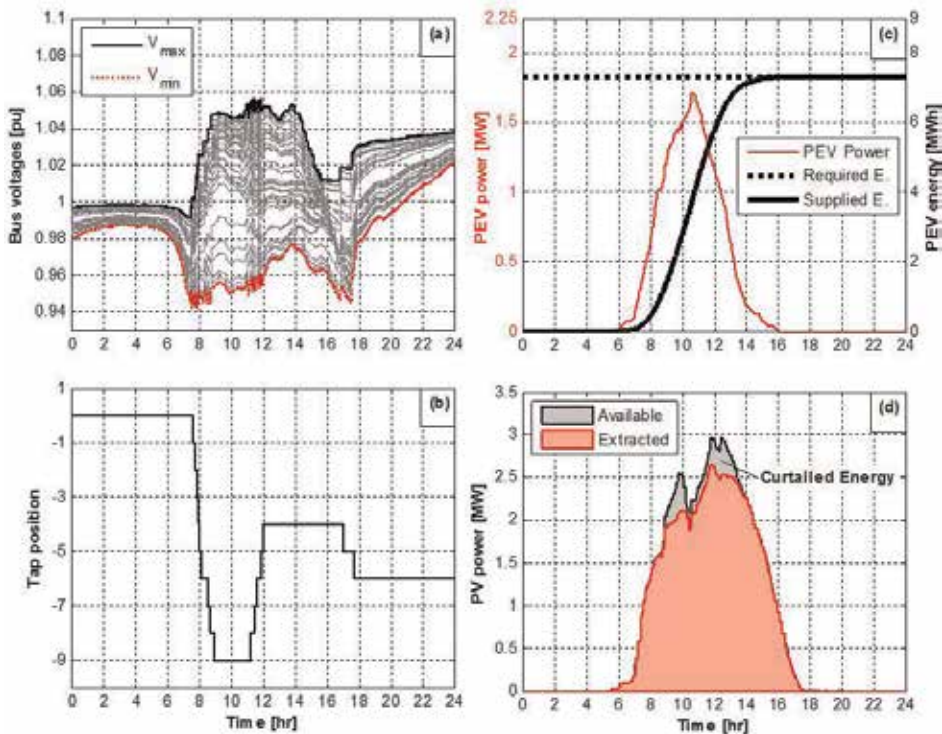 (a)
V max
V min
Bus voltages [pu]
1.1
1.08
1.06
1.04
1.02
1
0.98
0.96
0.94
0 2 4 6 8 10 12 14 16 18 20 22 24
(c)
PEV power [MW]
2.25
2
1.5
1
0.5
0
PEV Power
Required E.
Supplied E.
PEV energy [MWh]
9
8
6
4
2
0
0 2 4 6 8 10 12 14 16 18 20 22 24
(b)
Tap position
1
-1
-3
-5
-7
-9
0 2 4 6 8 10 12 14 16 18 20 22 24
Time [hr]
(d)
PV power [MW]
3.5
3
2.5
2
1.5
1
0.5
0
Available
Extracted
Curtailed Energy
0 2 4 6 8 10 12 14 16 18 20 22 24
Time [hr]